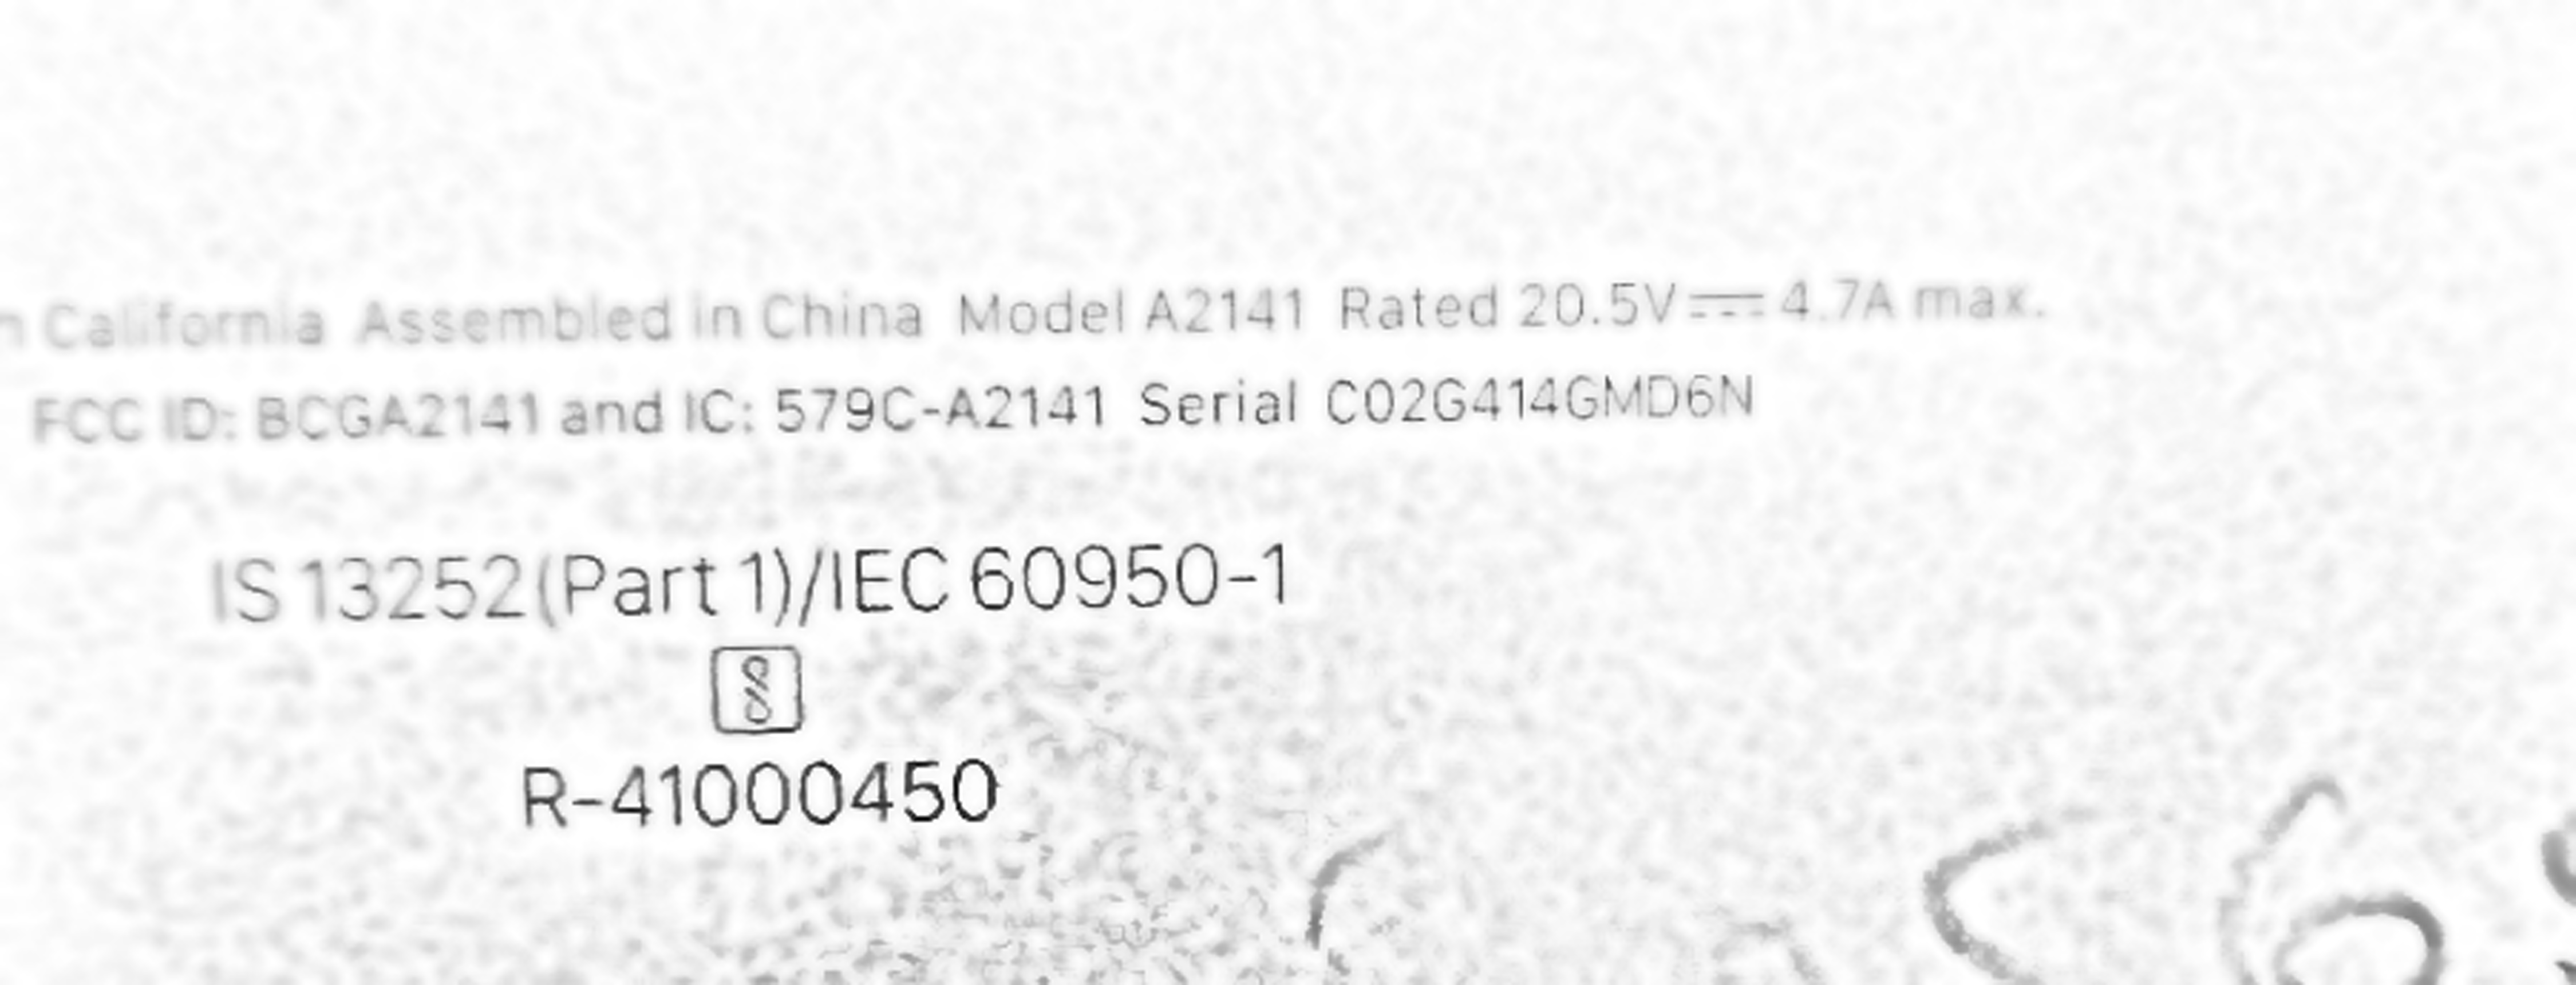 n California Assembled in China Model A2141 Rated 20.5V⎓4.7A max.
FCC ID: BCGA2141 and IC: 579C-A2141 Serial C02G414GMD6N
IS 13252(Part 1)/IEC 60950-1
R-41000450